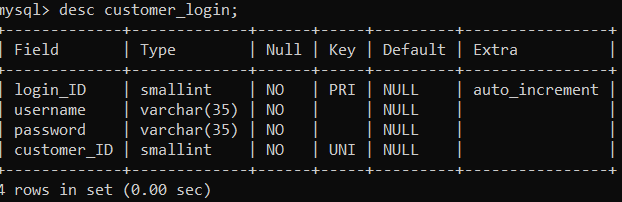 mysql> desc customer_login;
+-------------+-------------+------+-----+---------+----------------+
| Field       | Type        | Null | Key | Default | Extra          |
+-------------+-------------+------+-----+---------+----------------+
| login_ID    | smallint    | NO   | PRI | NULL    | auto_increment |
| username    | varchar(35) | NO   |     | NULL    |                |
| password    | varchar(35) | NO   |     | NULL    |                |
| customer_ID | smallint    | NO   | UNI | NULL    |                |
+-------------+-------------+------+-----+---------+----------------+
4 rows in set (0.00 sec)